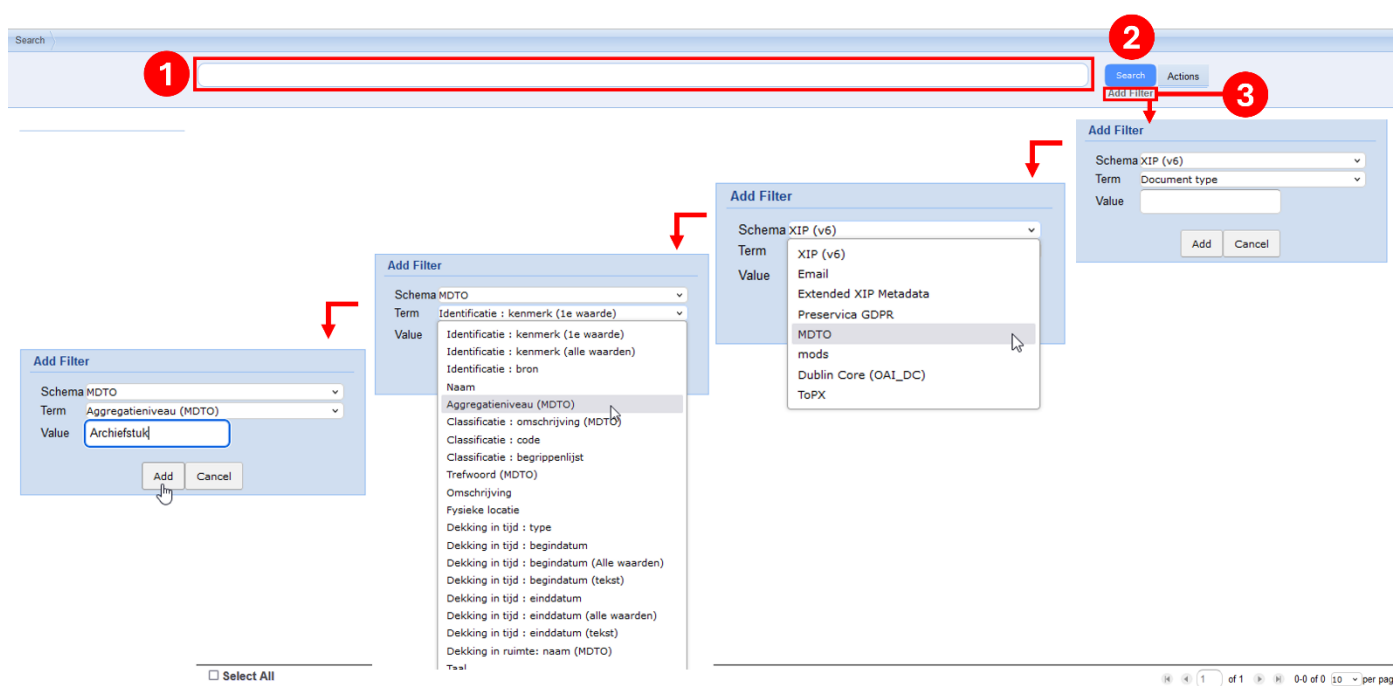 Search
1
2
Search Actions
Add Filter
3
Add Filter
Schema XIP (v6)
Term Document type
Value
Add Cancel
Add Filter
Schema XIP (v6)
Term
Value
XIP (v6)
Email
Extended XIP Metadata
Preservica GDPR
MDTO
mods
Dublin Core (OAI_DC)
ToPX
Add Filter
Schema MDTO
Term Identificatie : kenmerk (1e waarde)
Value
Identificatie : kenmerk (1e waarde)
Identificatie : kenmerk (alle waarden)
Identificatie : bron
Naam
Aggregatieniveau (MDTO)
Classificatie : omschrijving (MDTO)
Classificatie : code
Classificatie : begrippenlijst
Trefwoord (MDTO)
Omschrijving
Fysieke locatie
Dekking in tijd : type
Dekking in tijd : begindatum
Dekking in tijd : begindatum (Alle waarden)
Dekking in tijd : begindatum (tekst)
Dekking in tijd : einddatum
Dekking in tijd : einddatum (alle waarden)
Dekking in tijd : einddatum (tekst)
Dekking in ruimte: naam (MDTO)
Taal
Add Filter
Schema MDTO
Term Aggregatieniveau (MDTO)
Value Archiefstuk
Add Cancel
Select All
1 of 1 0-0 of 0 10 per pag